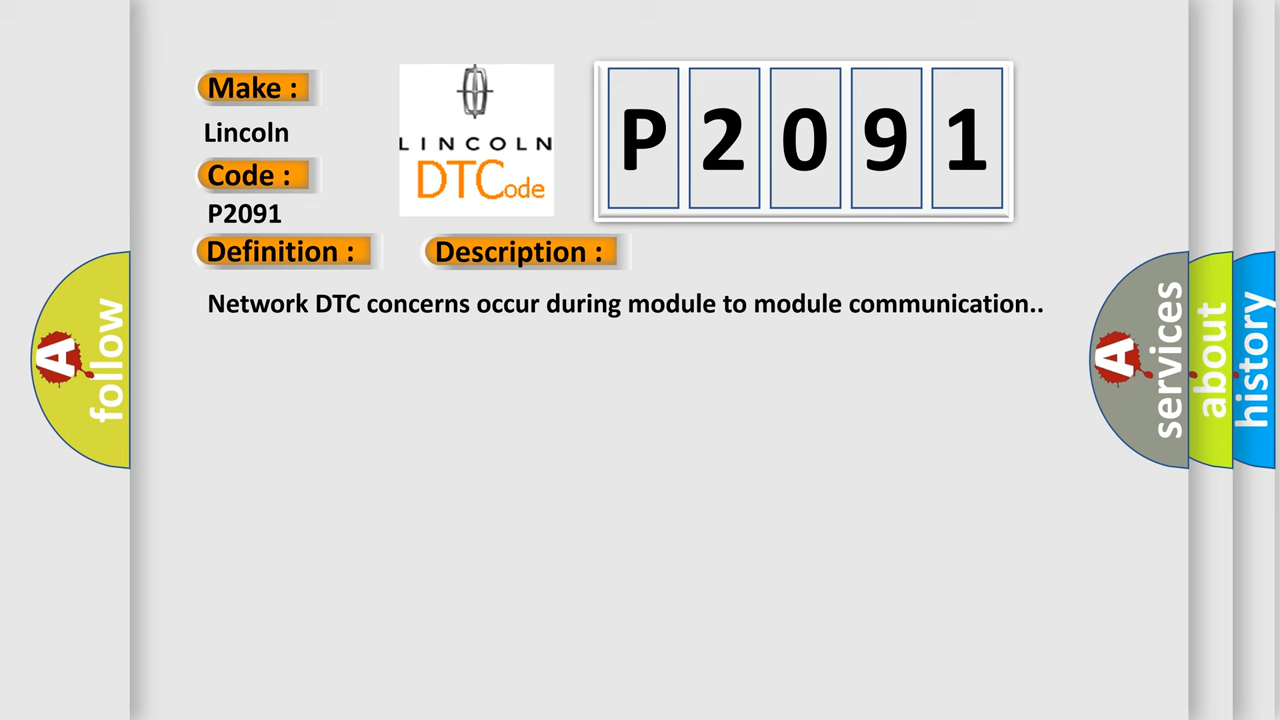 Make :
Lincoln
Code :
P2091
Definition :
Description :
Network DTC concerns occur during module to module communication..
LINCOLN
DTCode
P 2 0 9 1
A follow
A services
about
history